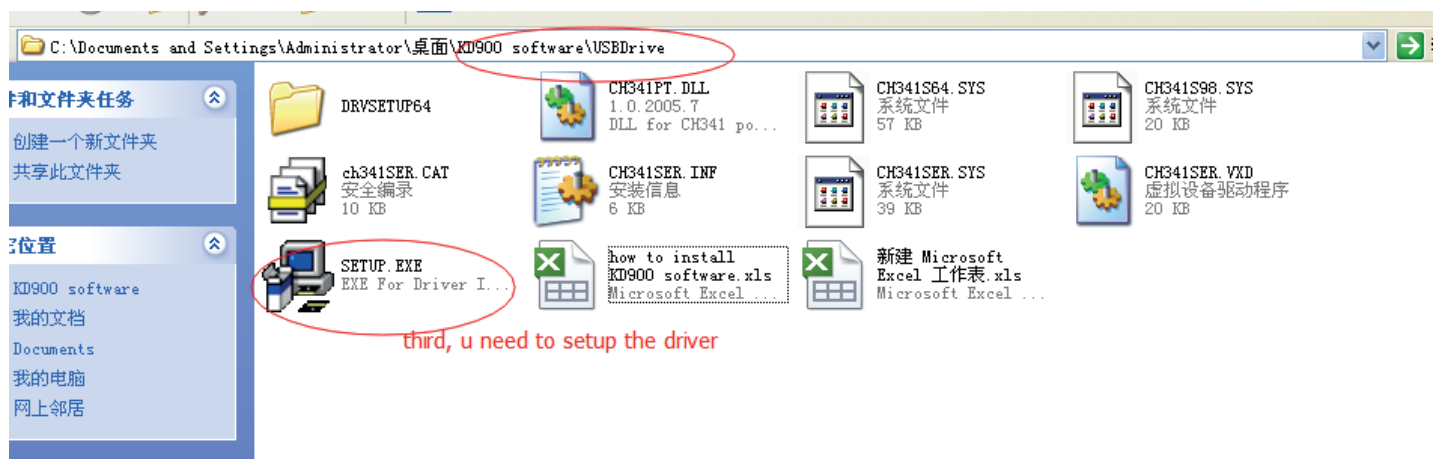 C:\Documents and Settings\Administrator\桌面\KD900 software\USBDrive
件和文件夹任务
创建一个新文件夹
共享此文件夹
它位置
KD900 software
我的文档
Documents
我的电脑
网上邻居
DRVSETUP64
CH341PT.DLL
1.0.2005.7
DLL for CH341 po...
CH341S64.SYS
系统文件
57 KB
CH341S98.SYS
系统文件
20 KB
ch341SER.CAT
安全编录
10 KB
CH341SER.INF
安装信息
6 KB
CH341SER.SYS
系统文件
39 KB
CH341SER.VXD
虚拟设备驱动程序
20 KB
SETUP.EXE
EXE For Driver I...
how to install
KD900 software.xls
Microsoft Excel ...
新建 Microsoft
Excel 工作表.xls
Microsoft Excel ...
third, u need to setup the driver